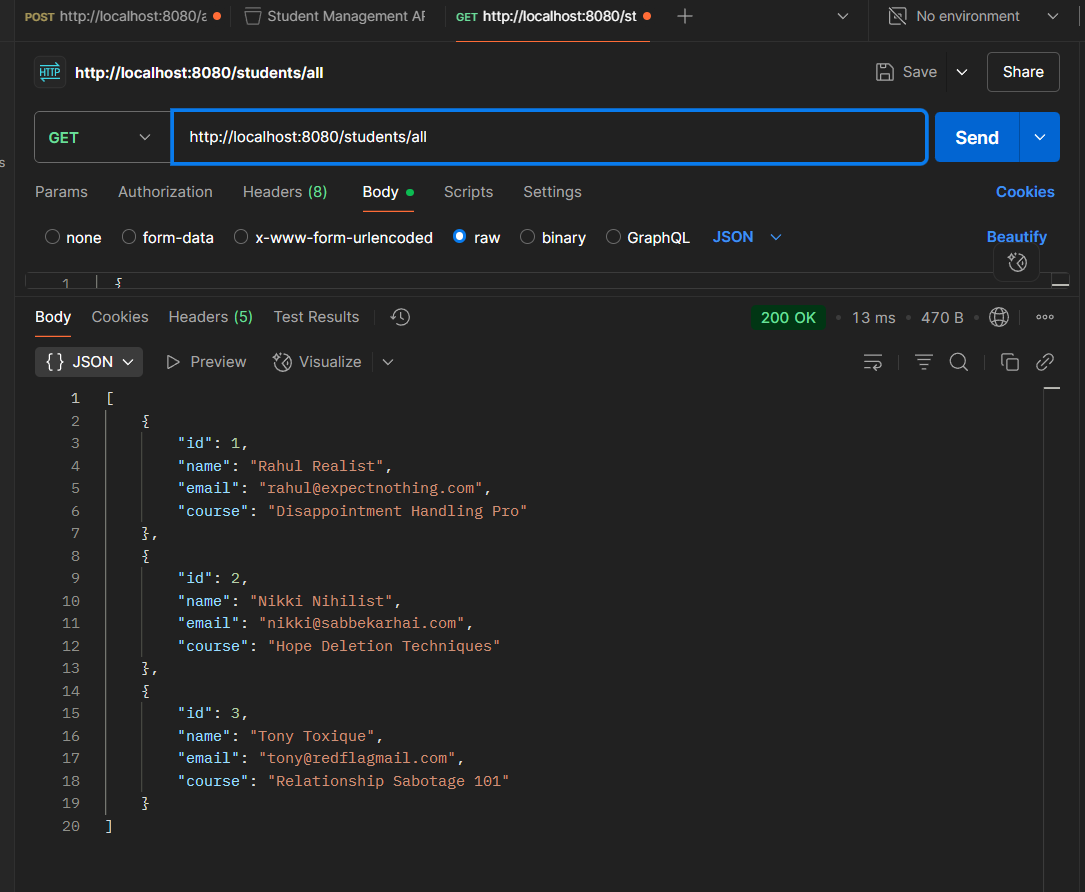 POST http://localhost:8080/a
Student Management AF
GET http://localhost:8080/st
No environment
HTTP http://localhost:8080/students/all
Save
Share
GET
http://localhost:8080/students/all
Send
s
Params Authorization Headers (8) Body Scripts Settings
Cookies
none form-data x-www-form-urlencoded raw binary GraphQL JSON
Beautify
1 {
Body Cookies Headers (5) Test Results
200 OK • 13 ms • 470 B •
{} JSON Preview Visualize
1 [
2 {
3 "id": 1,
4 "name": "Rahul Realist",
5 "email": "rahul@expectnothing.com",
6 "course": "Disappointment Handling Pro"
7 },
8 {
9 "id": 2,
10 "name": "Nikki Nihilist",
11 "email": "nikki@sabbekarhai.com",
12 "course": "Hope Deletion Techniques"
13 },
14 {
15 "id": 3,
16 "name": "Tony Toxique",
17 "email": "tony@redflagmail.com",
18 "course": "Relationship Sabotage 101"
19 }
20 ]